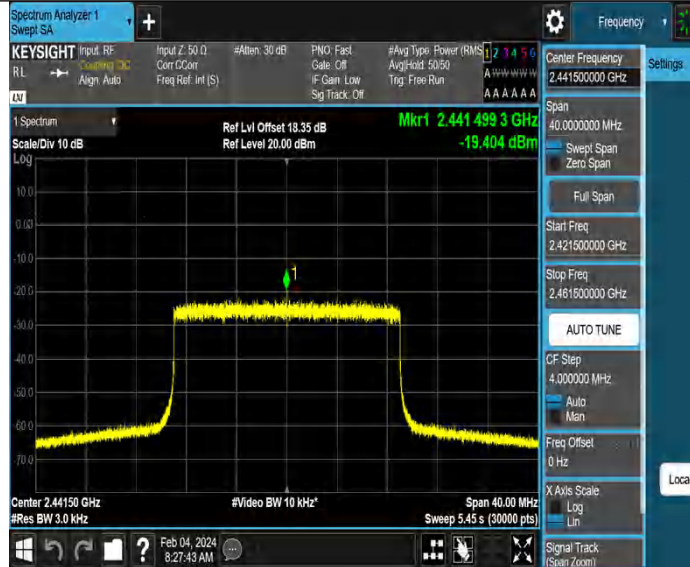 Spectrum Analyzer 1
Swept SA
+
Frequency
KEYSIGHT
RL
LXI
Input: RF
Coupling: DC
Align: Auto
Input Z: 50 Ω
Corr CCorr
Freq Ref: Int (S)
#Atten: 30 dB
PNO: Fast
Gate: Off
IF Gain: Low
Sig Track: Off
#Avg Type: Power (RMS
Avg|Hold: 50/50
Trig: Free Run
1 2 3 4 5 6
A W W W W W
A A A A A A
1 Spectrum
Scale/Div 10 dB
Log
Ref Lvl Offset 18.35 dB
Ref Level 20.00 dBm
Mkr1 2.441 499 3 GHz
-19.404 dBm
10.0
0.00
-10.0
-20.0
-30.0
-40.0
-50.0
-60.0
-70.0
1
Center 2.44150 GHz
#Res BW 3.0 kHz
#Video BW 10 kHz*
Span 40.00 MHz
Sweep 5.45 s (30000 pts)
?
Feb 04, 2024
8:27:43 AM
Center Frequency
2.441500000 GHz
Settings
Span
40.0000000 MHz
Swept Span
Zero Span
Full Span
Start Freq
2.421500000 GHz
Stop Freq
2.461500000 GHz
AUTO TUNE
CF Step
4.000000 MHz
Auto
Man
Freq Offset
0 Hz
X Axis Scale
Log
Lin
Loca
Signal Track
(Span Zoom)